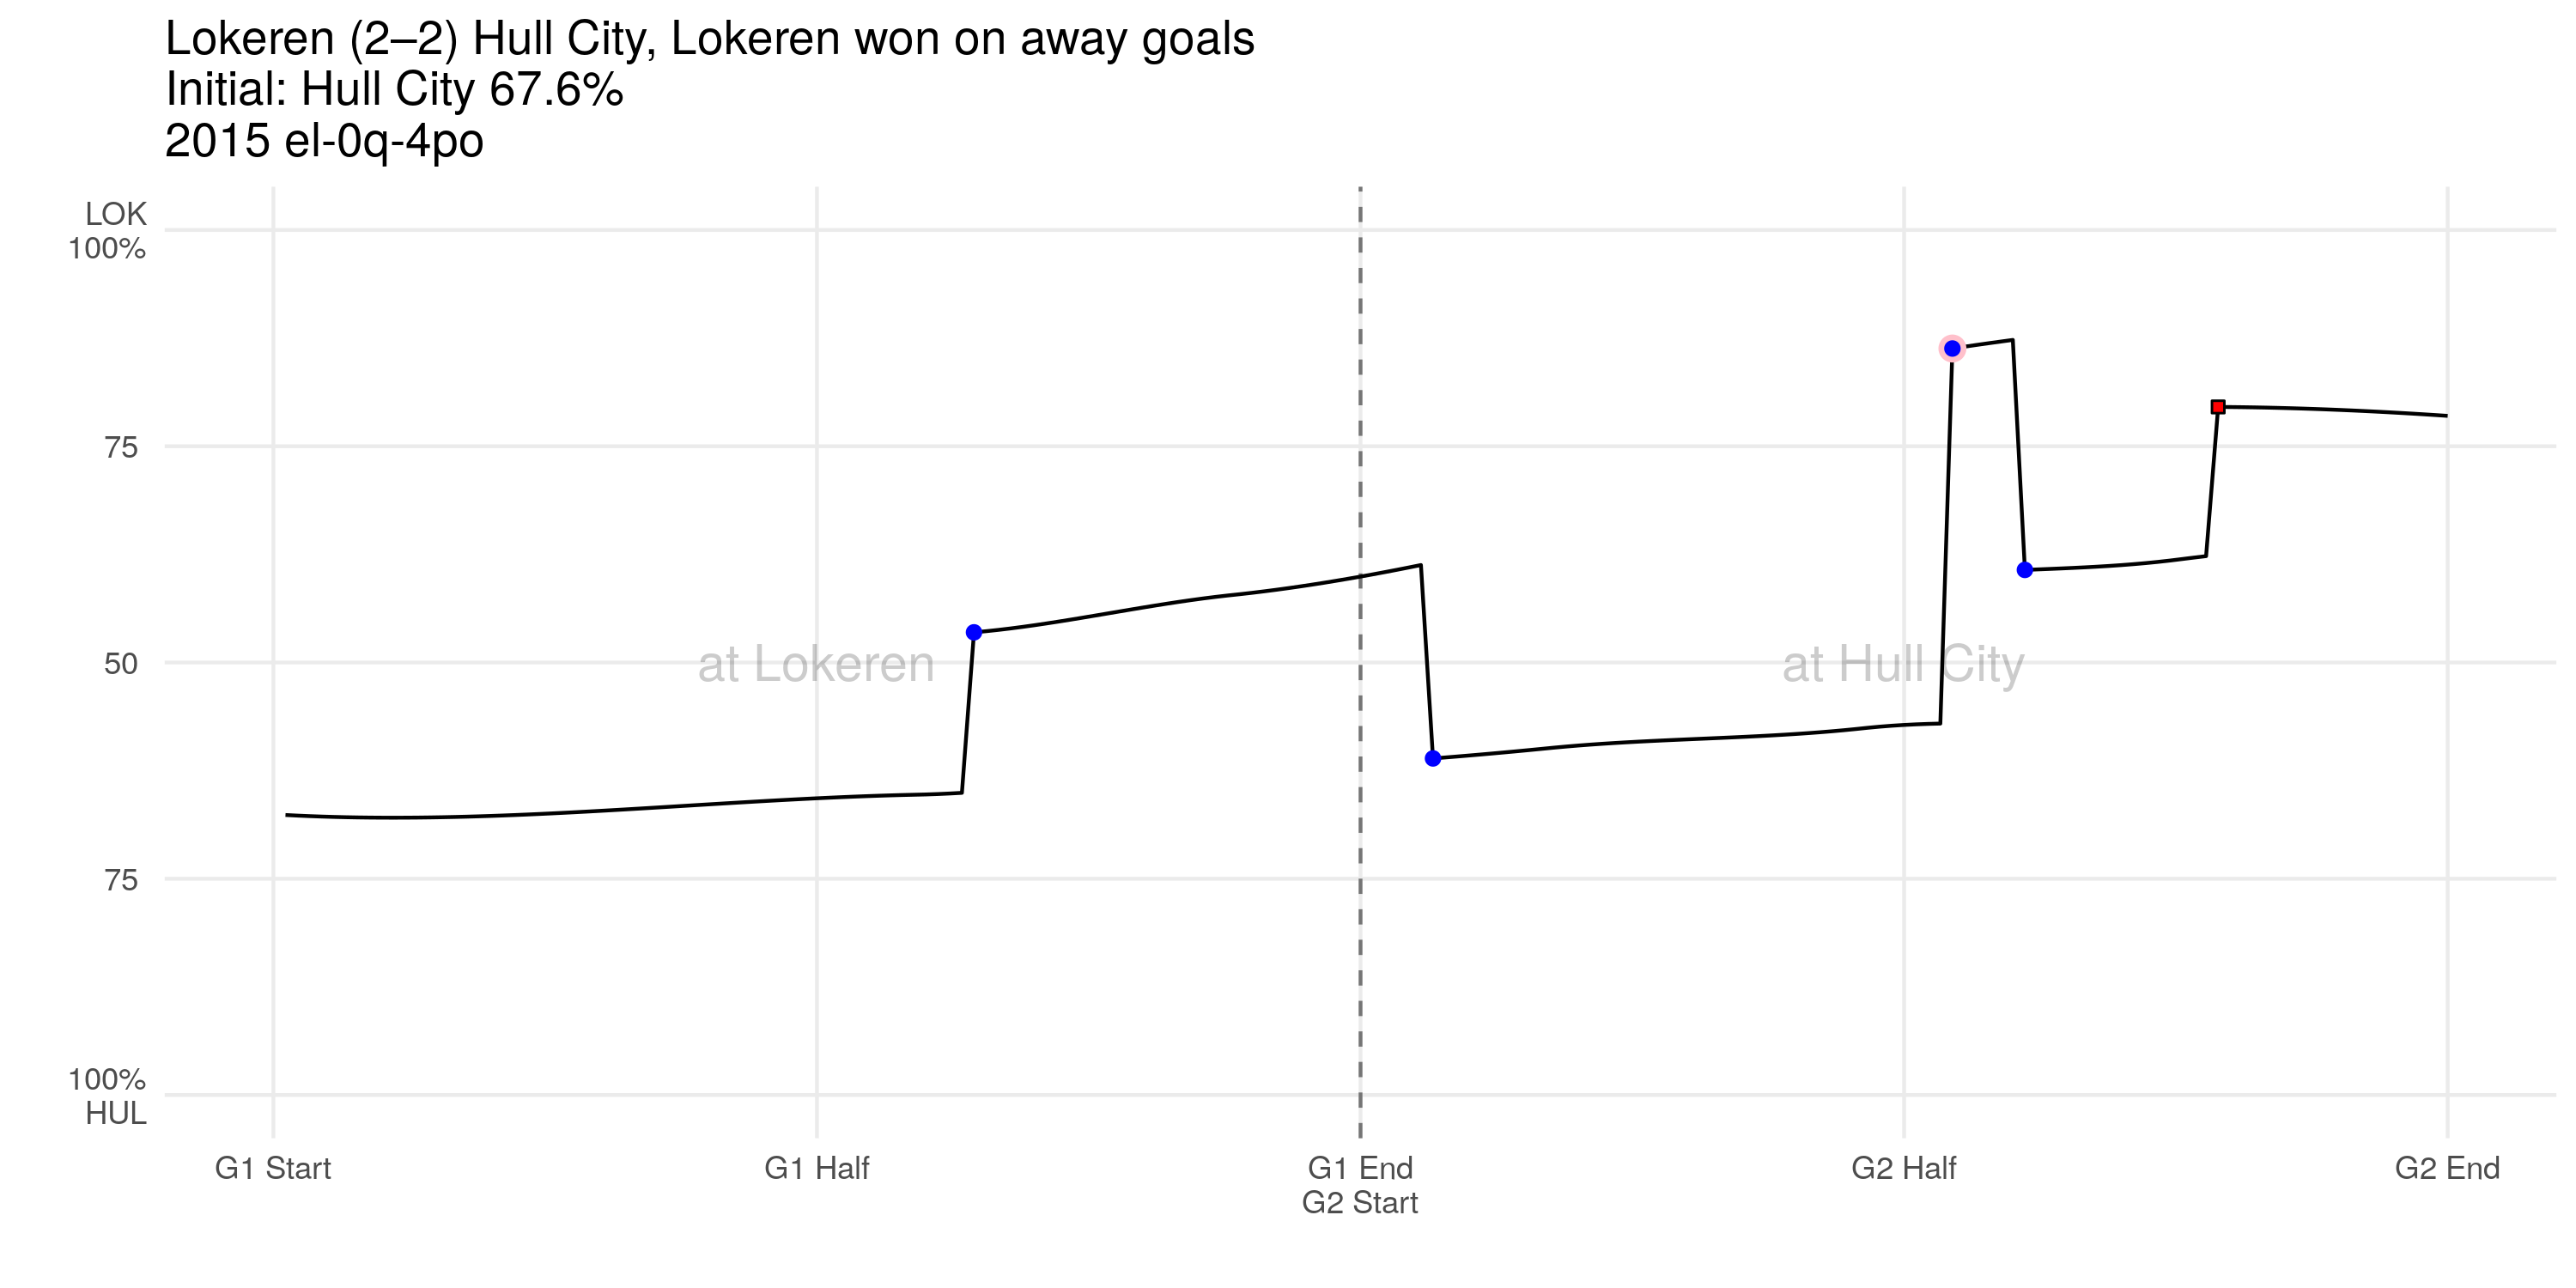 Lokeren (2–2) Hull City, Lokeren won on away goals
Initial: Hull City 67.6%
2015 el-0q-4po
LOK
100%
75
50
75
100%
HUL
at Lokeren
at Hull City
G1 Start
G1 Half
G1 End
G2 Start
G2 Half
G2 End